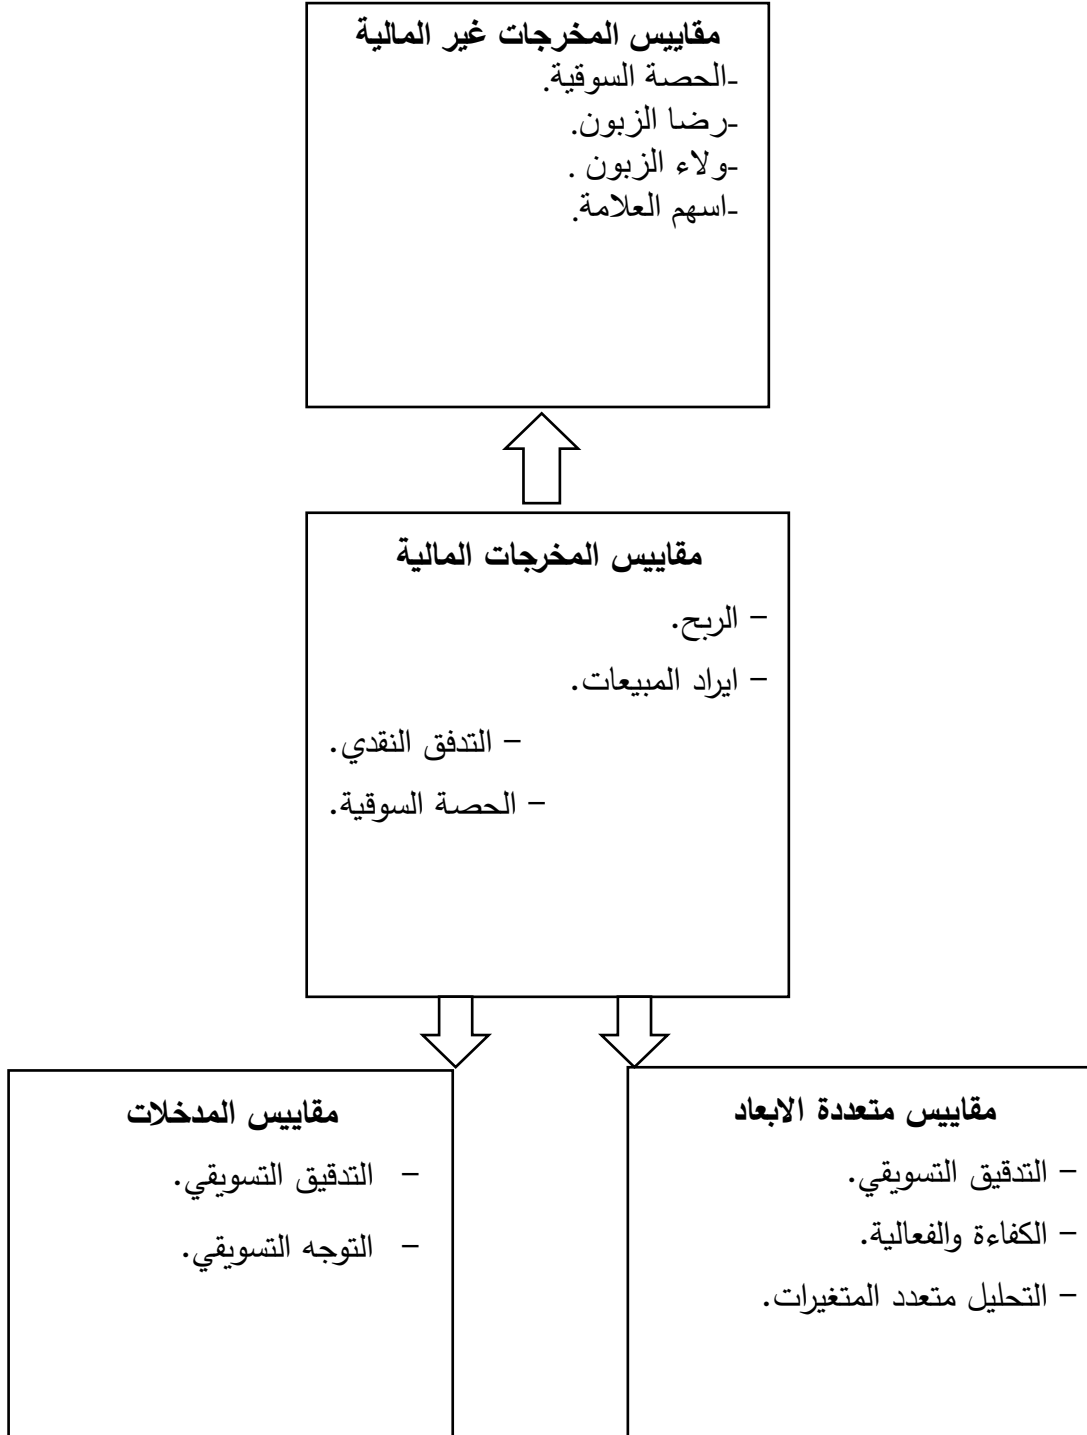 مقاييس المخرجات غير المالية
-الحصة السوقية.
-رضا الزبون.
-ولاء الزبون .
-اسهم العلامة.
مقاييس المخرجات المالية
– الربح.
– ايراد المبيعات.
– التدفق النقدي.
– الحصة السوقية.
مقاييس متعددة الابعاد
– التدقيق التسويقي.
– الكفاءة والفعالية.
– التحليل متعدد المتغيرات.
مقاييس المدخلات
– التدقيق التسويقي.
– التوجه التسويقي.